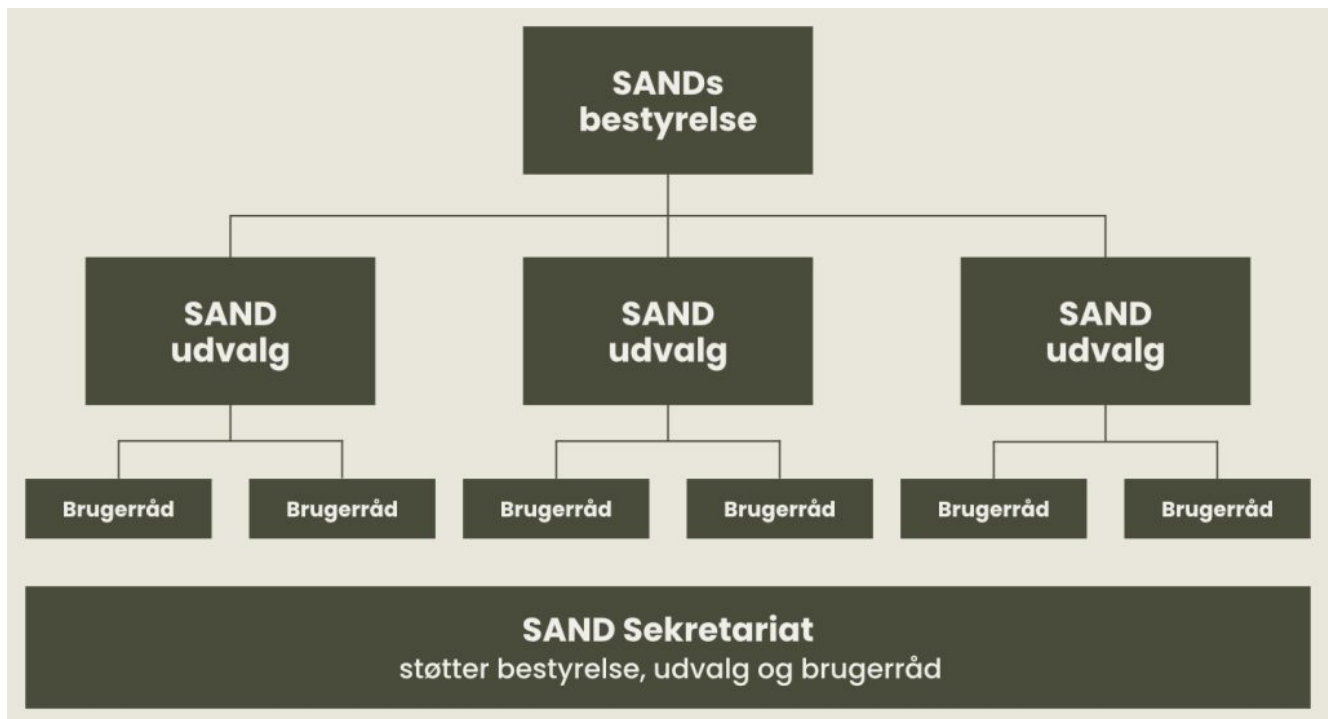 SANDs
bestyrelse
SAND
udvalg
SAND
udvalg
SAND
udvalg
Brugerråd
Brugerråd
Brugerråd
Brugerråd
Brugerråd
Brugerråd
SAND Sekretariat
støtter bestyrelse, udvalg og brugerråd